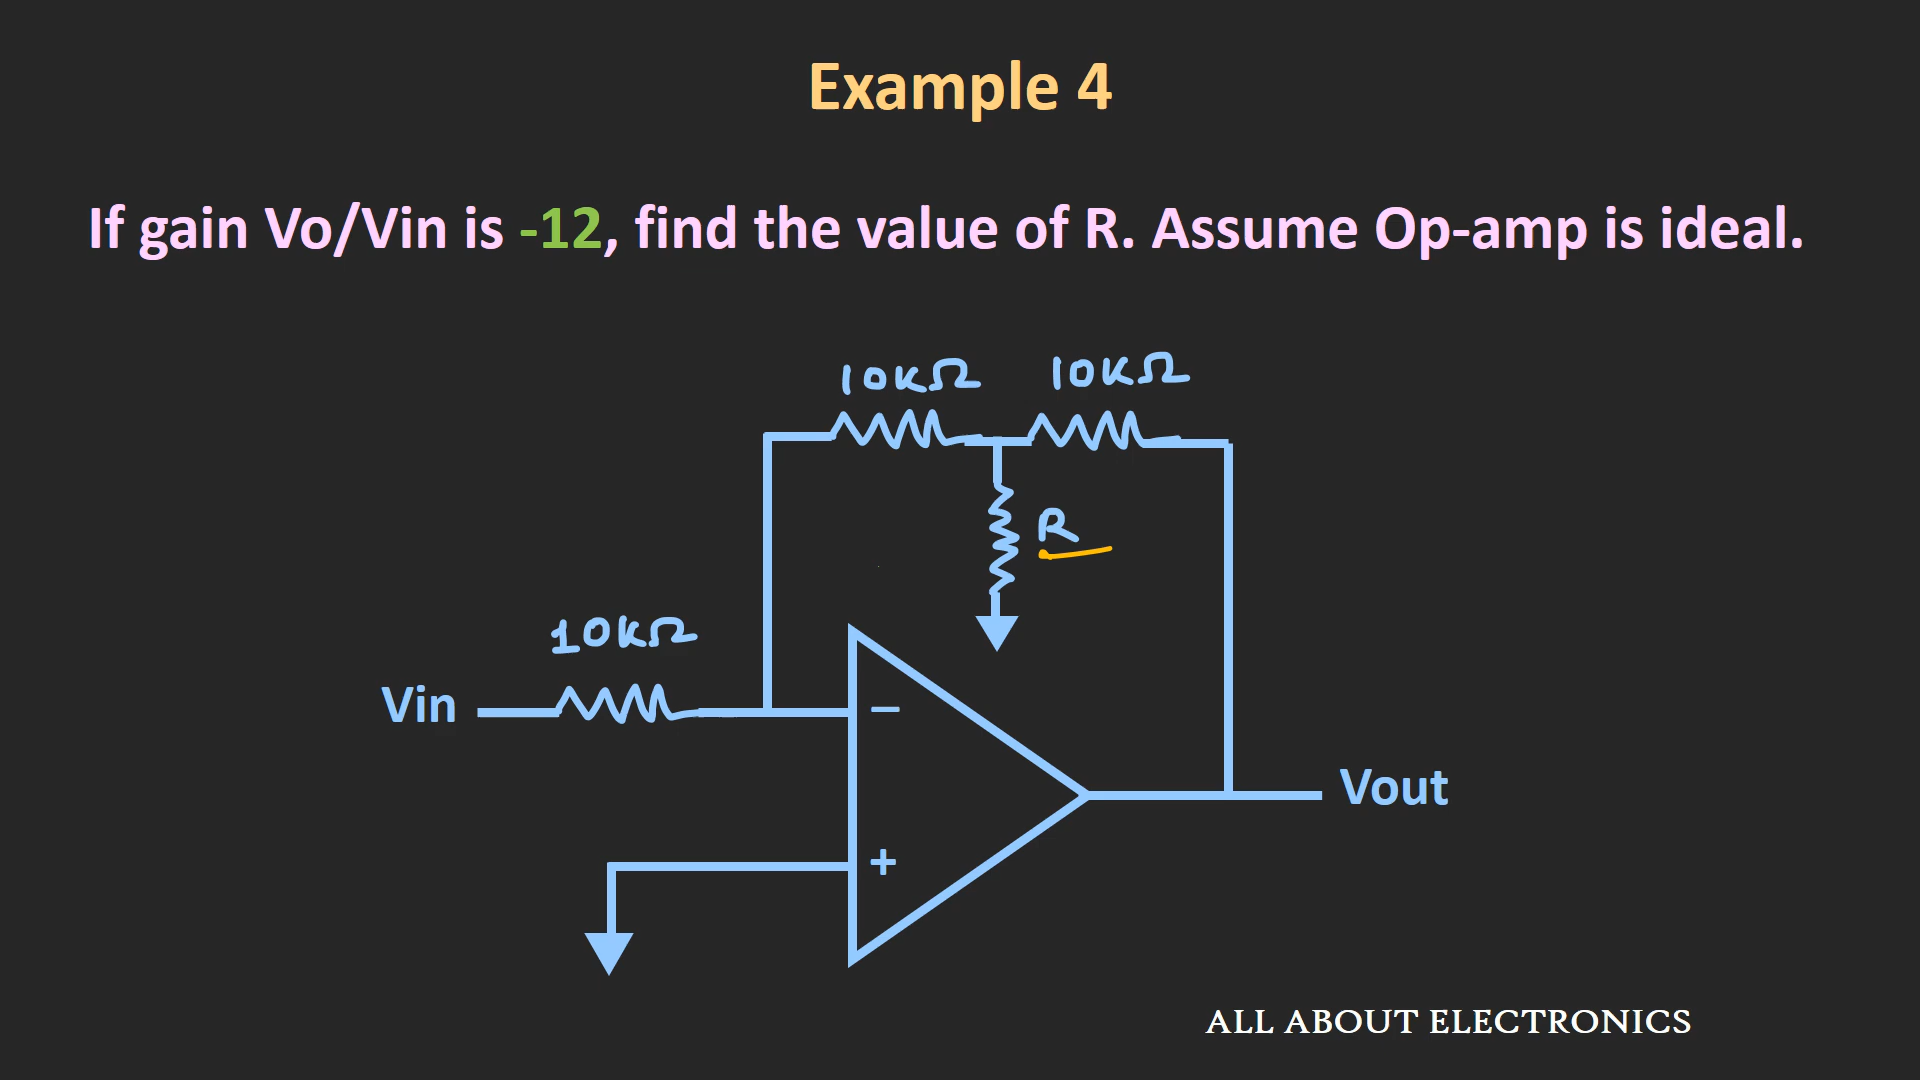 Example 4
If gain Vo/Vin is -12, find the value of R. Assume Op-amp is ideal.
10KΩ 10KΩ
R
10KΩ
Vin
−
Vout
+
ALL ABOUT ELECTRONICS